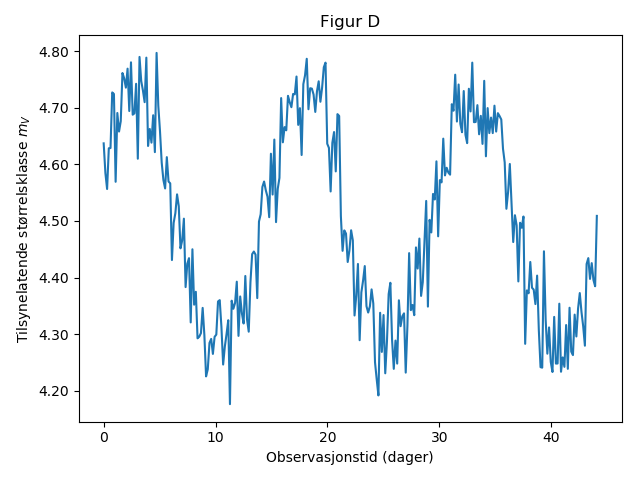 Figur D
4.80
4.70
4.60
4.50
4.40
4.30
4.20
Tilsynelatende størrelsesklasse $m_V$
0 10 20 30 40
Observasjonstid (dager)